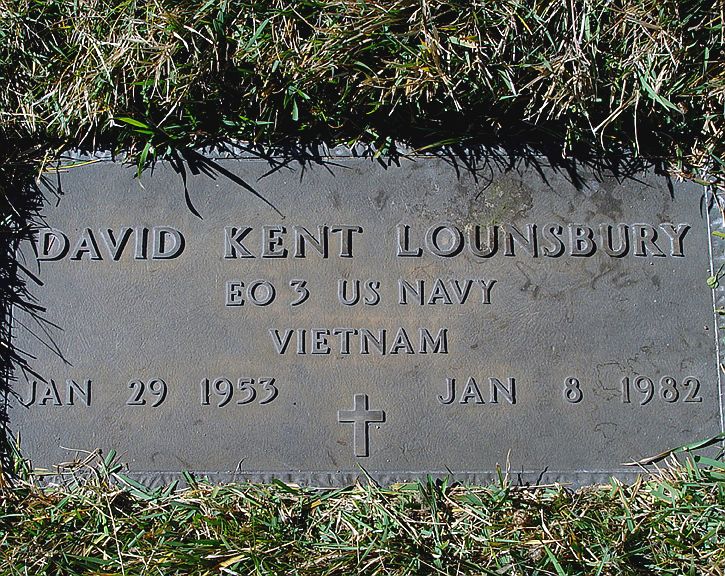 DAVID KENT LOUNSBURY
EO 3 US NAVY
VIETNAM
JAN 29 1953 JAN 8 1982